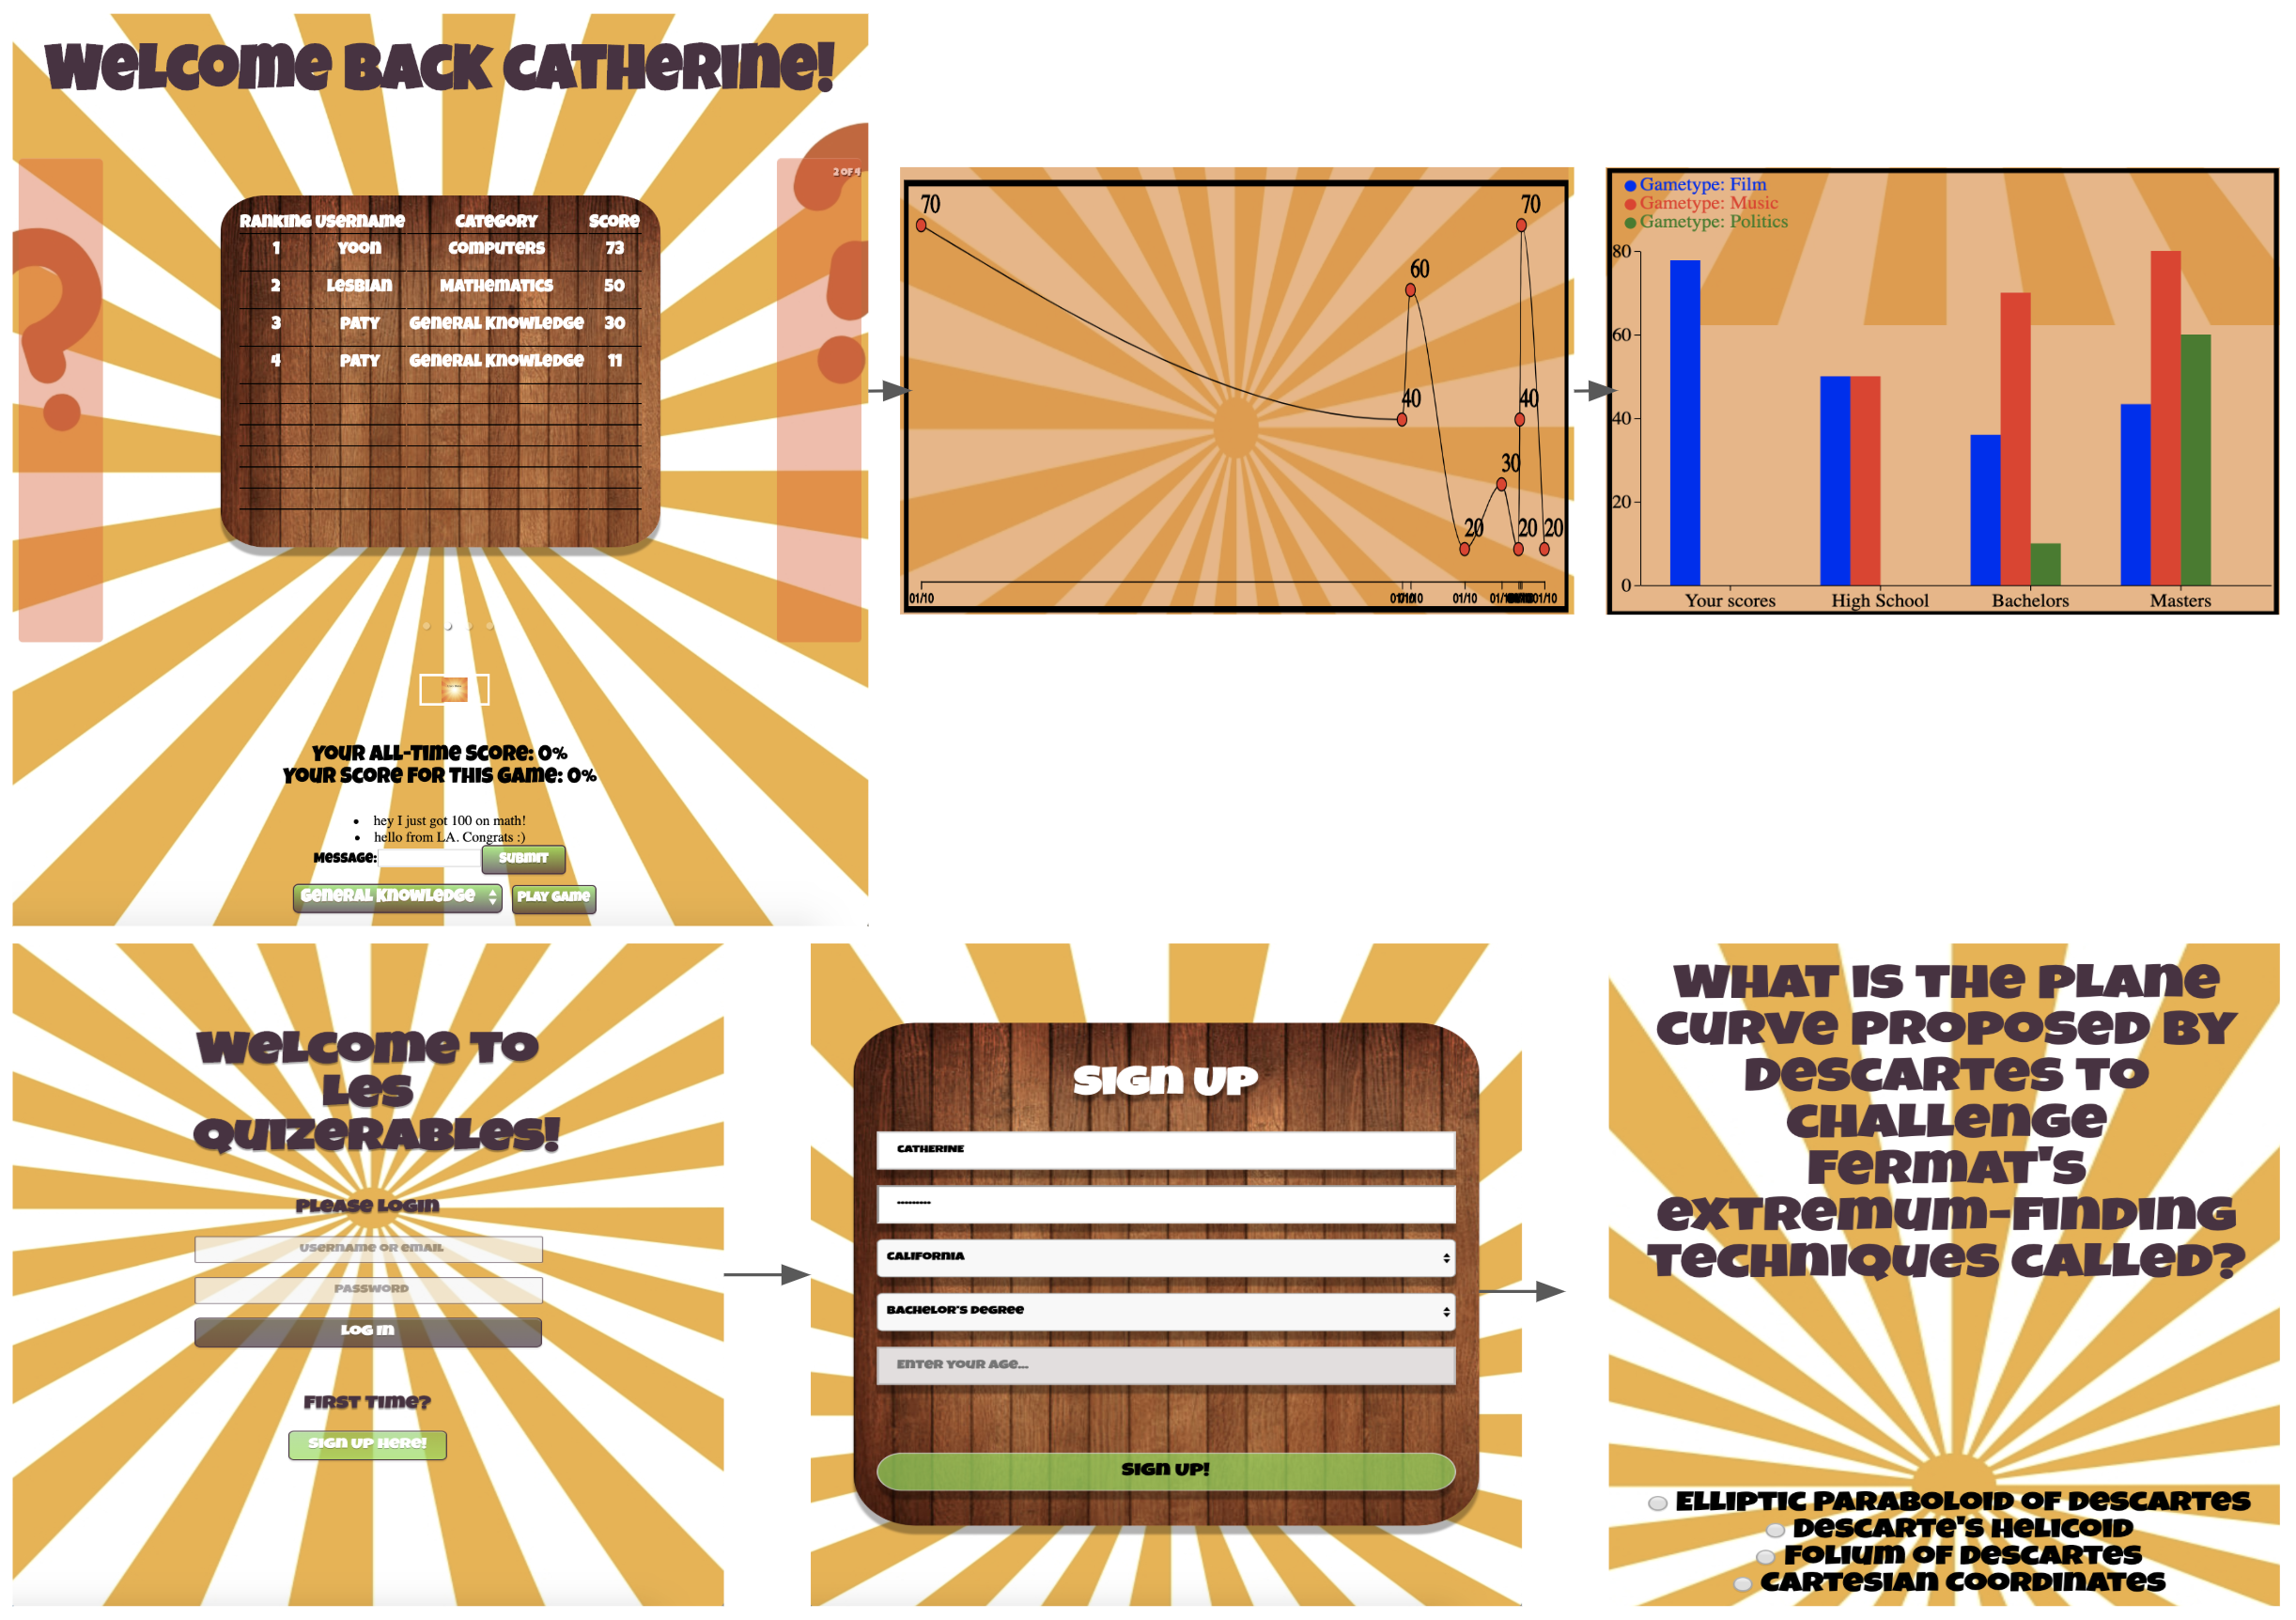 Welcome Back Catherine!
2 of 4
Ranking Username Category Score
1 Yoon Computers 73
2 Lesbian Mathematics 50
3 Paty General Knowledge 30
4 Paty General Knowledge 11
Your all-time score: 0%
Your score for this game: 0%
hey I just got 100 on math!
hello from LA. Congrats :)
Message: Submit
General Knowledge Play Game
70
70
60
40
40
30
20
20
20
01/10
01/10
01/10
01/10
Gametype: Film
Gametype: Music
Gametype: Politics
80
60
40
20
0
Your scores High School Bachelors Masters
Welcome to
Les
Quizerables!
Please Login
Username or email
Password
Log In
First Time?
Sign up here!
Sign Up
Catherine
---------
California
Bachelor's Degree
Enter your age...
Sign Up!
What is the plane
curve proposed by
Descartes to
challenge
Fermat's
extremum-finding
techniques called?
Elliptic paraboloid of Descartes
Descarte's helicoid
Folium of Descartes
Cartesian coordinates